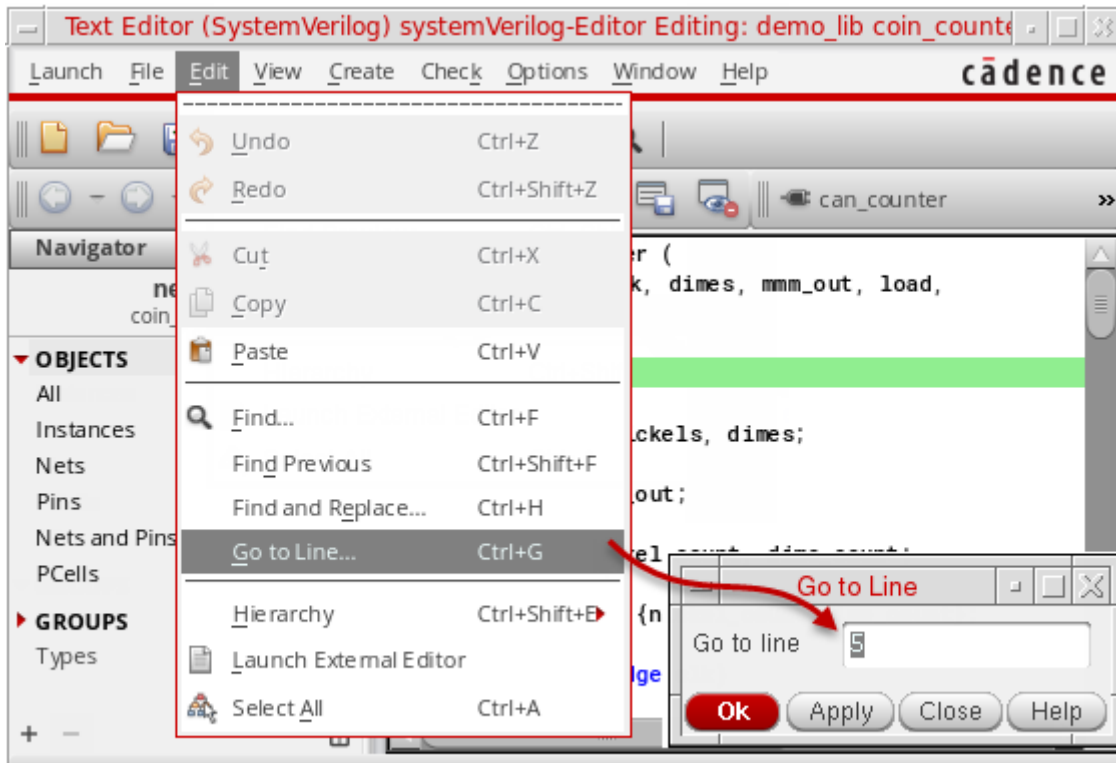 Text Editor (SystemVerilog) systemVerilog-Editor Editing: demo_lib
Launch File Edit View Create Check Options Window Help cādence
can_counter »
Navigator
OBJECTS
All
Instances
Nets
Pins
Nets and Pins
PCells
GROUPS
Types
+ −
Undo Ctrl+Z
Redo Ctrl+Shift+Z
Cut Ctrl+X
Copy Ctrl+C
Paste Ctrl+V
Find... Ctrl+F
Find Previous Ctrl+Shift+F
Find and Replace... Ctrl+H
Go to Line... Ctrl+G
Hierarchy Ctrl+Shift+E
Launch External Editor
Select All Ctrl+A
(
k, dimes, mmm_out, load,
dimes;
out;
{n
Go to Line
Go to line 5
Ok Apply Close Help